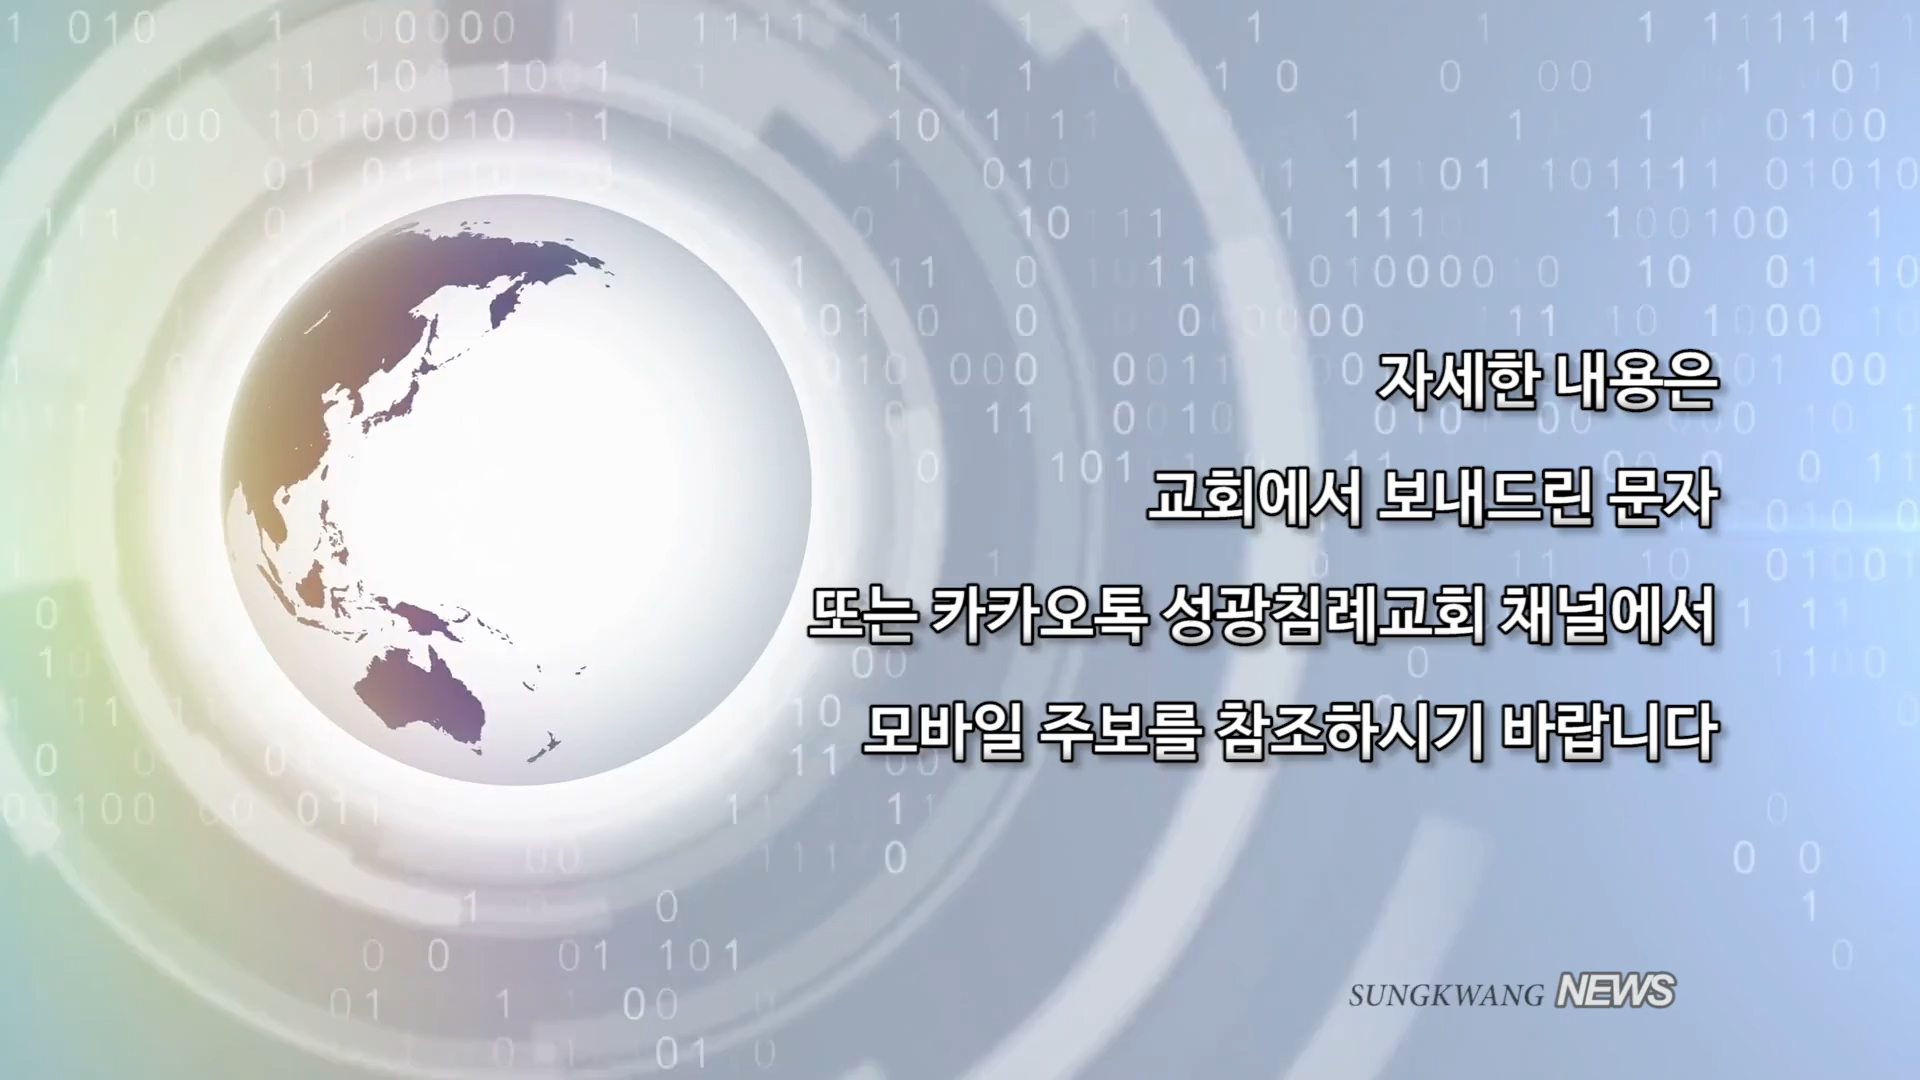 자세한 내용은
교회에서 보내드린 문자
또는 카카오톡 성광침례교회 채널에서
모바일 주보를 참조하시기 바랍니다
SUNGKWANG NEWS